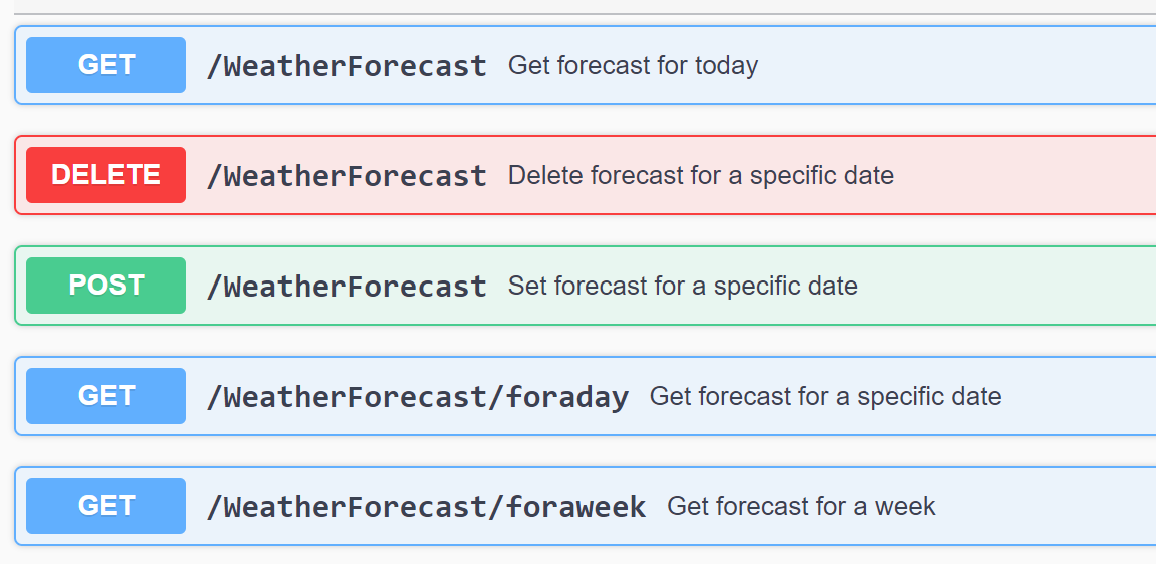 GET /WeatherForecast Get forecast for today
DELETE /WeatherForecast Delete forecast for a specific date
POST /WeatherForecast Set forecast for a specific date
GET /WeatherForecast/foraday Get forecast for a specific date
GET /WeatherForecast/foraweek Get forecast for a week